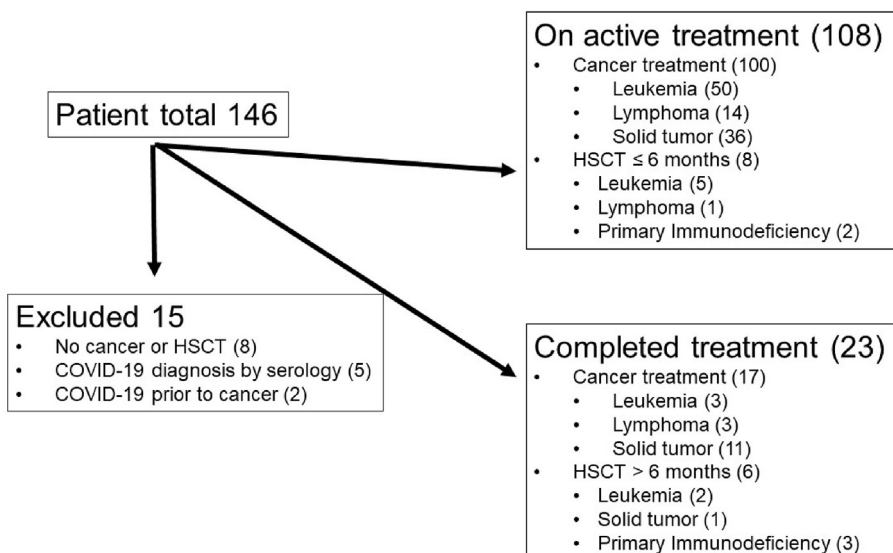 Patient total 146
On active treatment (108)
• Cancer treatment (100)
• Leukemia (50)
• Lymphoma (14)
• Solid tumor (36)
• HSCT ≤ 6 months (8)
• Leukemia (5)
• Lymphoma (1)
• Primary Immunodeficiency (2)
Excluded 15
• No cancer or HSCT (8)
• COVID-19 diagnosis by serology (5)
• COVID-19 prior to cancer (2)
Completed treatment (23)
• Cancer treatment (17)
• Leukemia (3)
• Lymphoma (3)
• Solid tumor (11)
• HSCT > 6 months (6)
• Leukemia (2)
• Solid tumor (1)
• Primary Immunodeficiency (3)